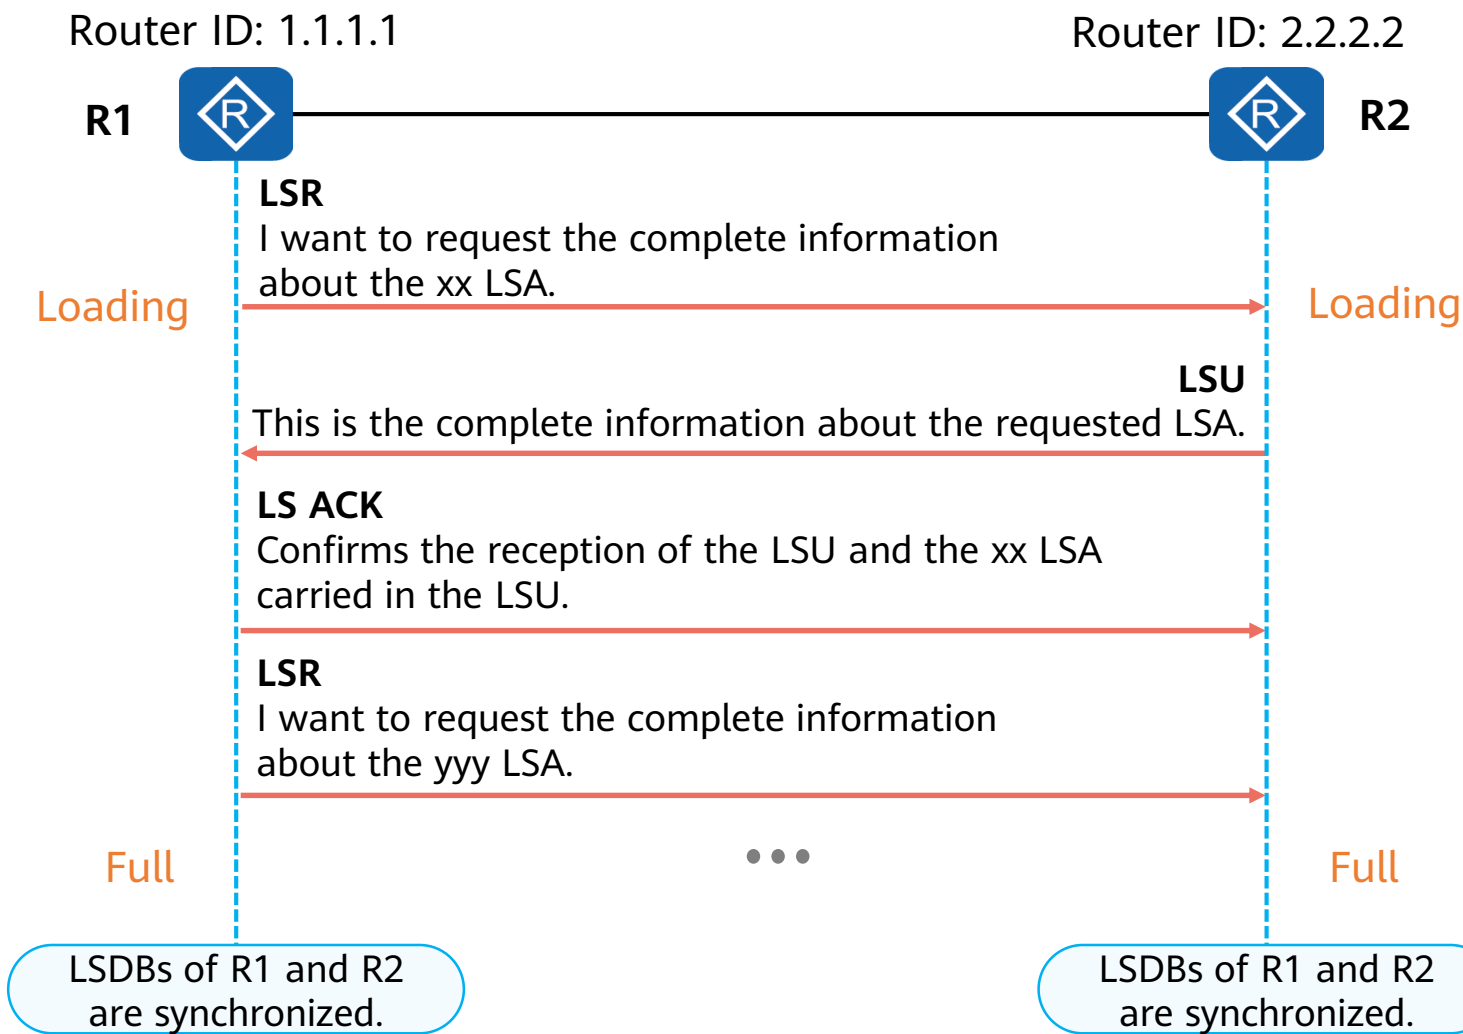 Router ID: 1.1.1.1
Router ID: 2.2.2.2
R1
R
R
R2
LSR
I want to request the complete information
about the xx LSA.
Loading
Loading
LSU
This is the complete information about the requested LSA.
LS ACK
Confirms the reception of the LSU and the xx LSA
carried in the LSU.
LSR
I want to request the complete information
about the yyy LSA.
Full
Full
LSDBs of R1 and R2
are synchronized.
LSDBs of R1 and R2
are synchronized.